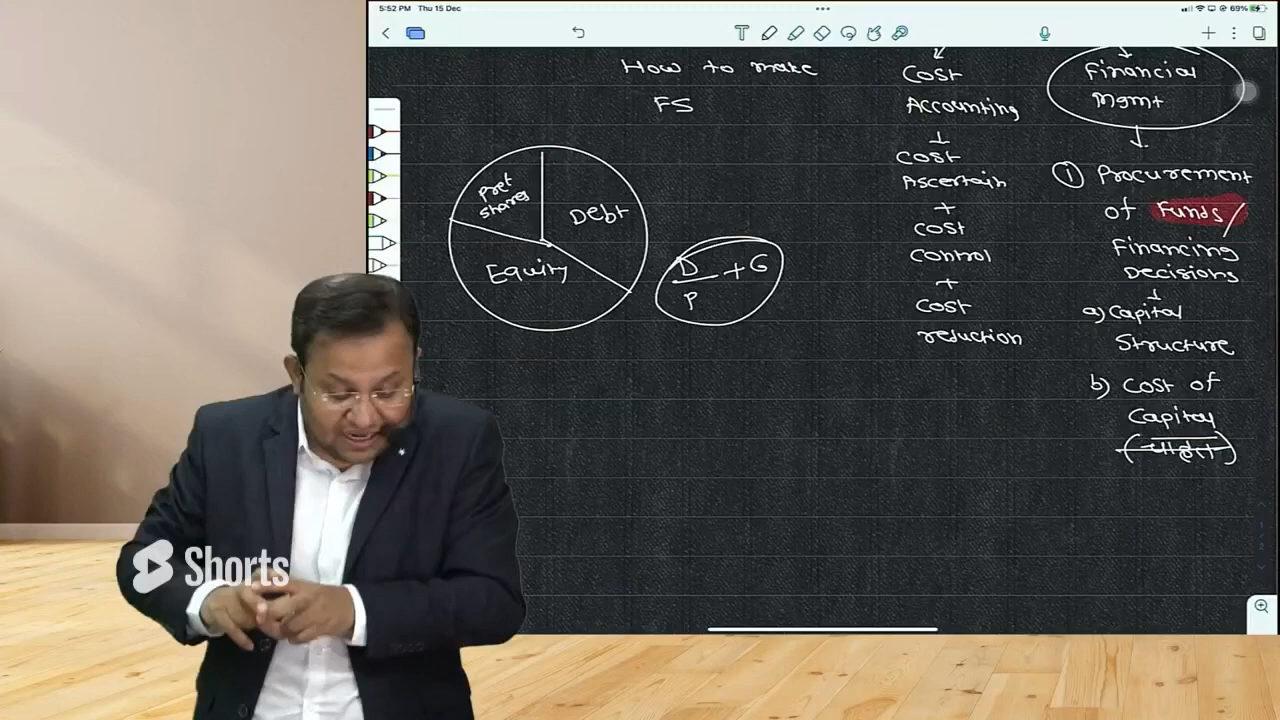 5:52 PM Thu 15 Dec
69%
How to make
FS
Pref
shares
Debt
Equity
D
P
+ G
Cost
Accounting
Cost
Ascertain
+
Cost
control
+
Cost
reduction
Financial
Mgmt
① Procurement
of Funds/
Financing
Decisions
a) Capital
Structure
b) Cost of
Capital
Shorts